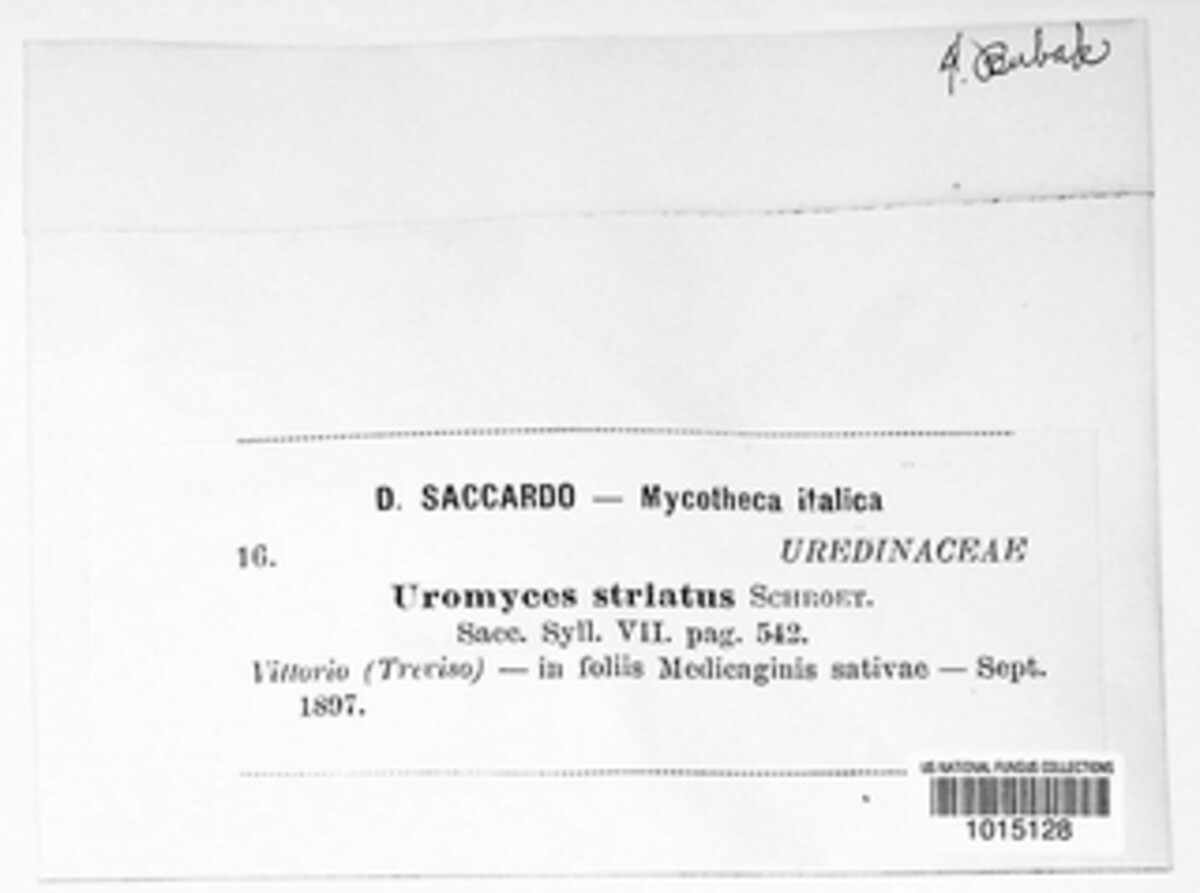 F. Bubak
D. SACCARDO — Mycotheca italica
16. UREDINACEAE
Uromyces striatus SCHROET.
Sacc. Syll. VII. pag. 542.
Vittorio (Treviso) — in foliis Medicaginis sativae — Sept.
1897.
US NATIONAL FUNGUS COLLECTIONS
1015128